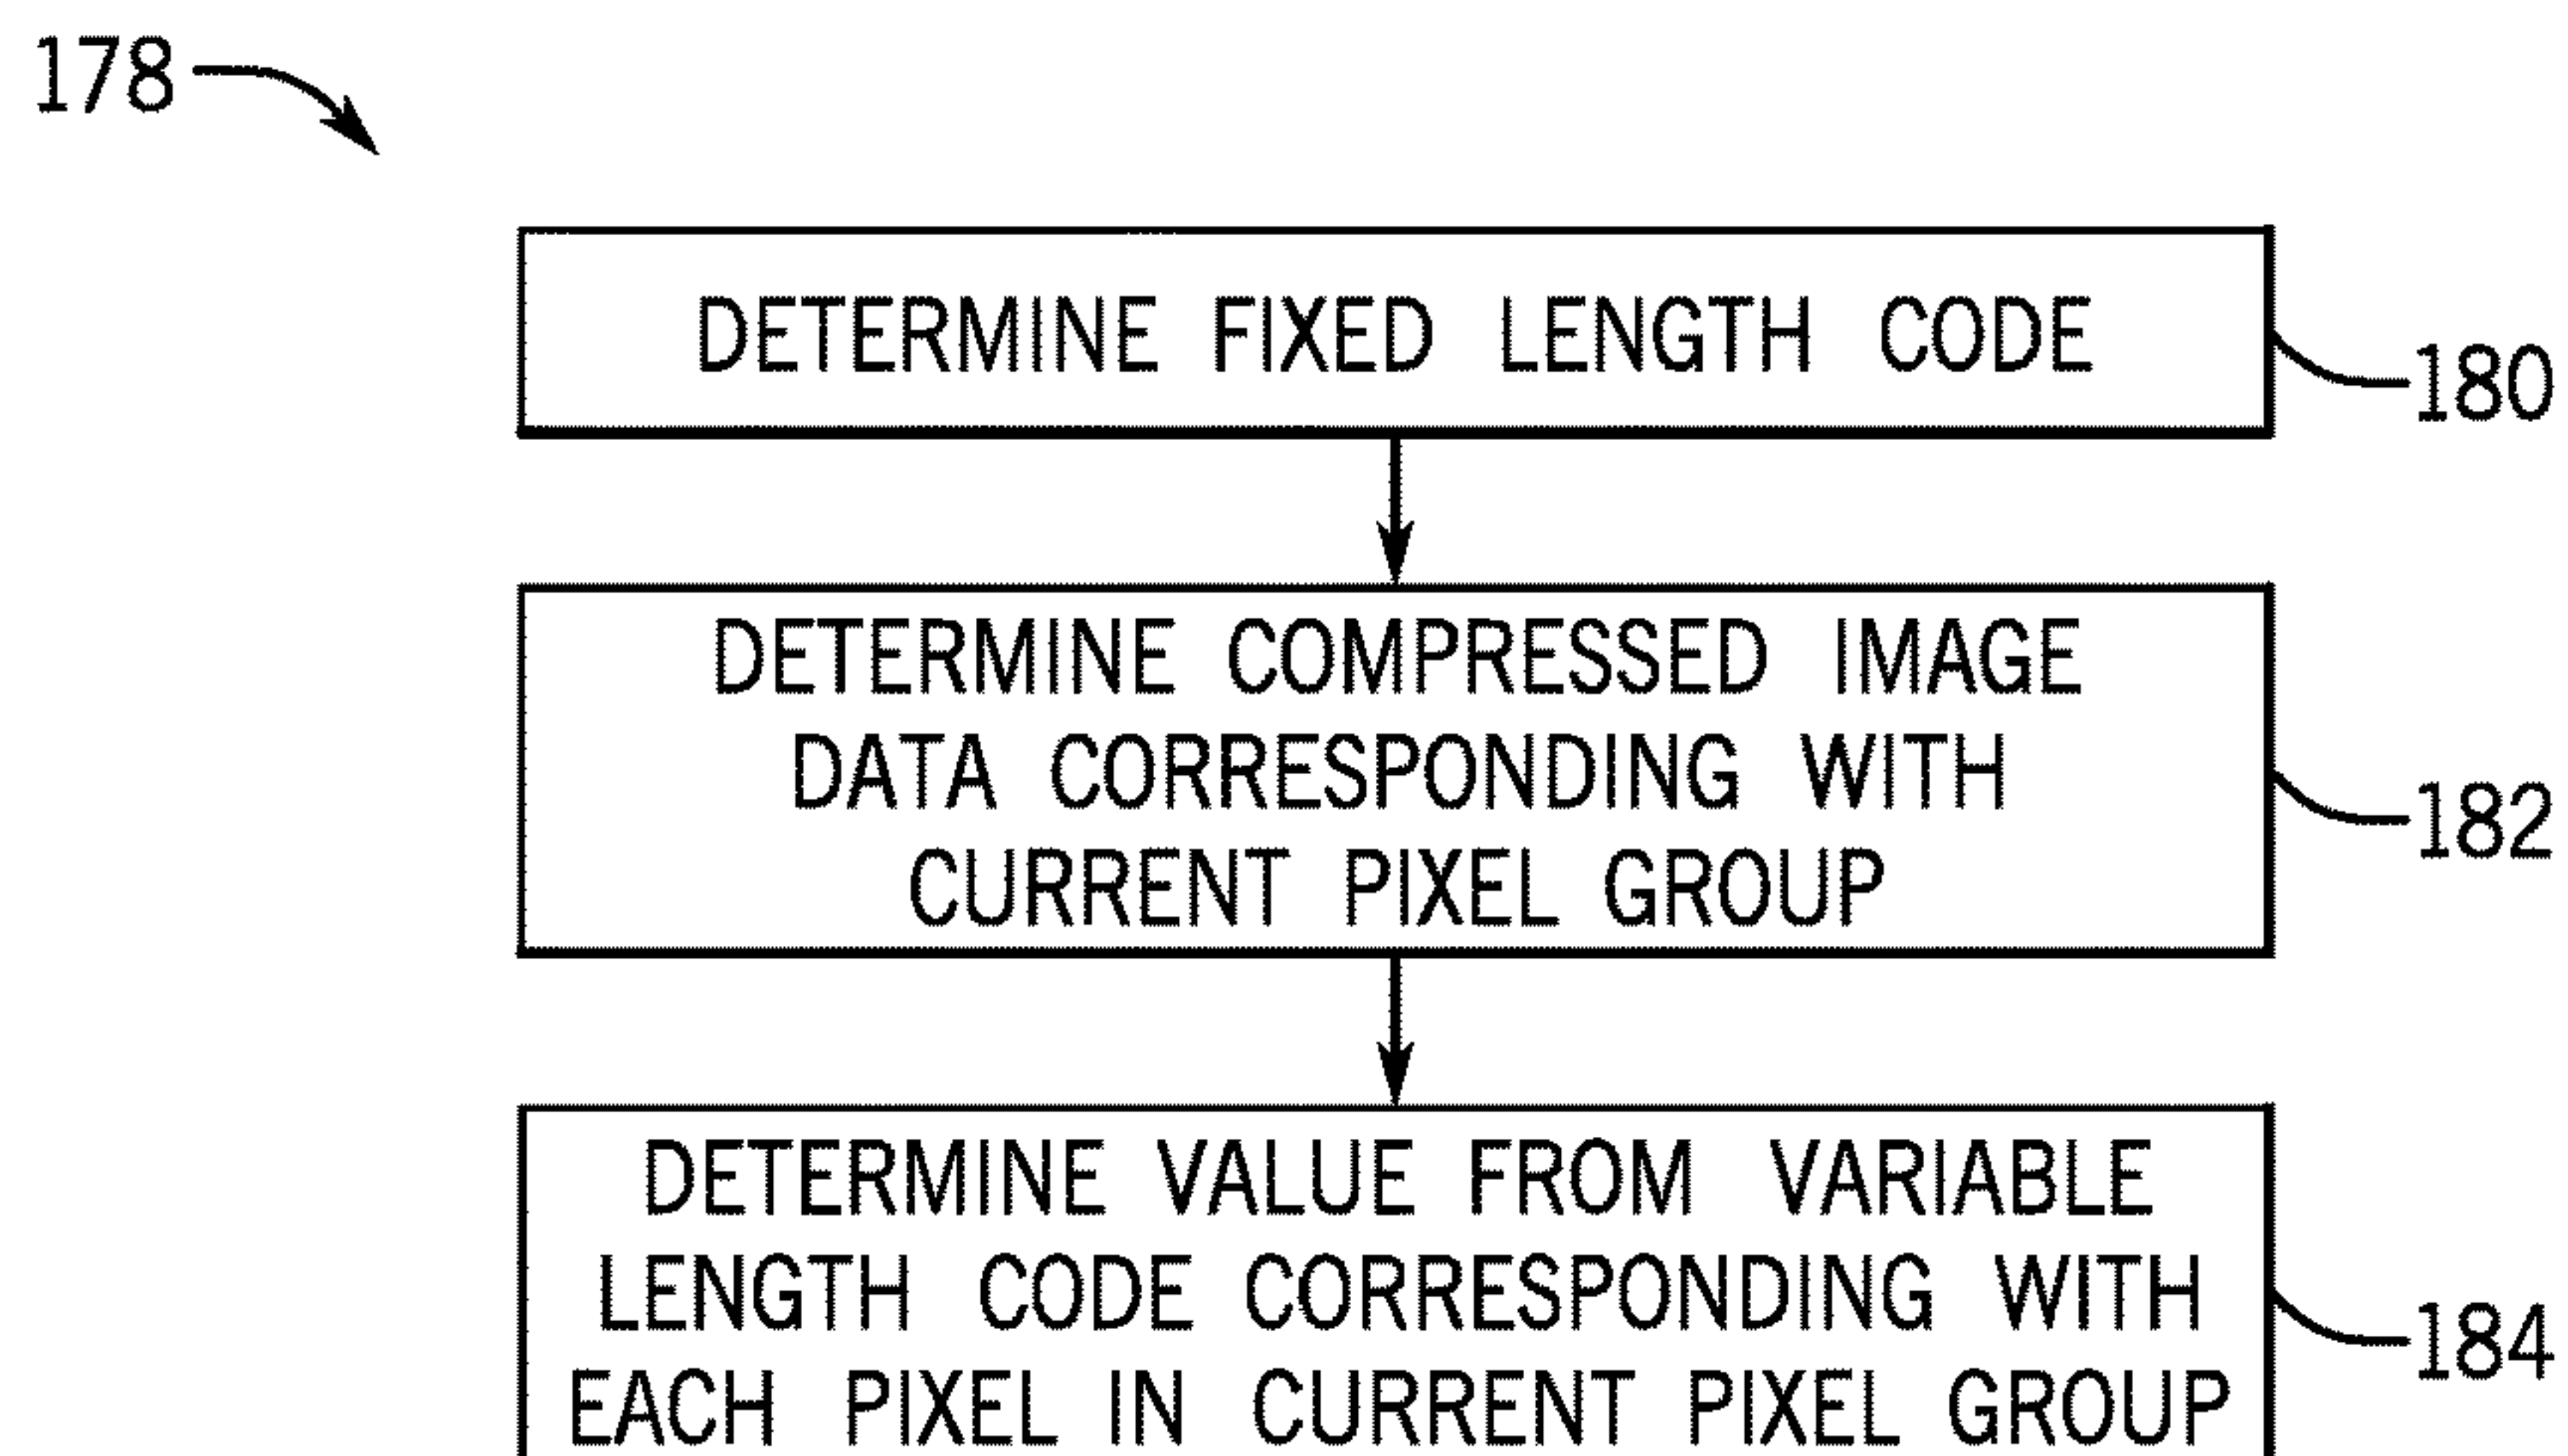 178
DETERMINE FIXED LENGTH CODE
180
DETERMINE COMPRESSED IMAGE
DATA CORRESPONDING WITH
CURRENT PIXEL GROUP
182
DETERMINE VALUE FROM VARIABLE
LENGTH CODE CORRESPONDING WITH
EACH PIXEL IN CURRENT PIXEL GROUP
184